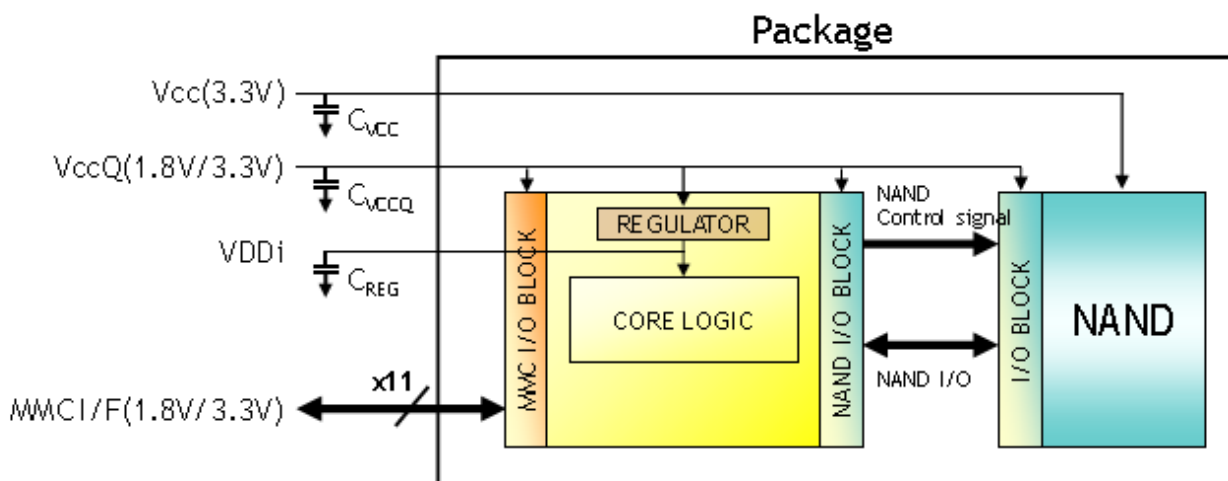 Package
Vcc(3.3V)
CVCC
VccQ(1.8V/3.3V)
CVCCQ
VDDi
CREG
MMC I/F(1.8V/3.3V)
x11
MMC I/O BLOCK
REGULATOR
CORE LOGIC
NAND I/O BLOCK
NAND
Control signal
NAND I/O
I/O BLOCK
NAND